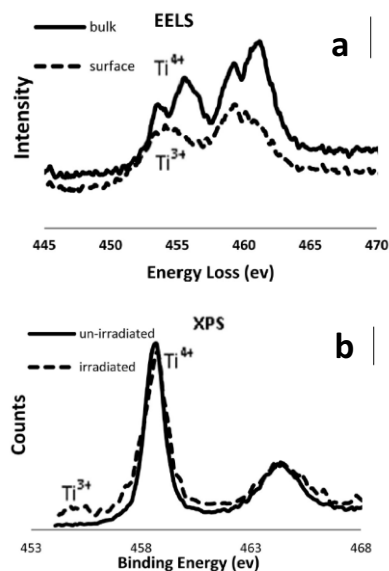 EELS
a
bulk
surface
Ti4+
Ti3+
Intensity
445 450 455 460 465 470
Energy Loss (ev)
XPS
b
un-irradiated
irradiated
Ti4+
Ti3+
Counts
453 458 463 468
Binding Energy (ev)